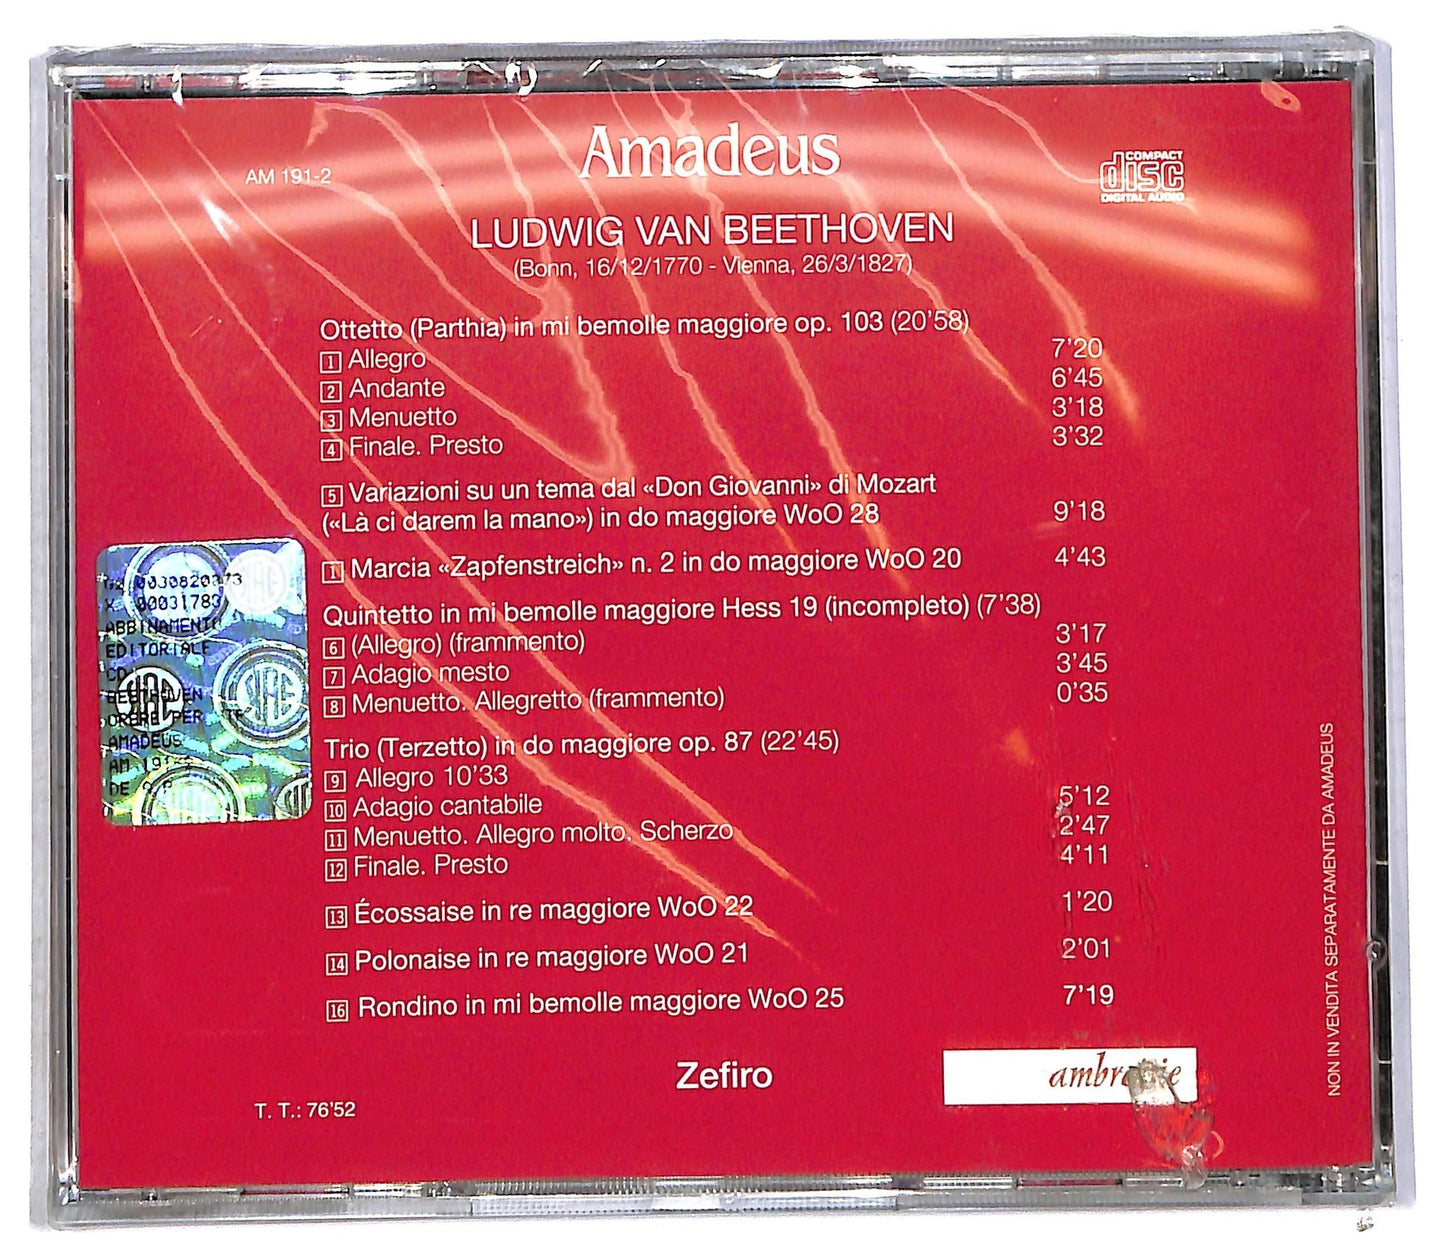 Amadeus
AM 191-2
COMPACT
disc
DIGITAL AUDIO
LUDWIG VAN BEETHOVEN
(Bonn, 16/12/1770 - Vienna, 26/3/1827)
Ottetto (Parthia) in mi bemolle maggiore op. 103 (20'58)
1 Allegro 7'20
2 Andante 6'45
3 Menuetto 3'18
4 Finale. Presto 3'32
5 Variazioni su un tema dal «Don Giovanni» di Mozart
(«Là ci darem la mano») in do maggiore WoO 28 9'18
1 Marcia «Zapfenstreich» n. 2 in do maggiore WoO 20 4'43
Quintetto in mi bemolle maggiore Hess 19 (incompleto) (7'38)
6 (Allegro) (frammento) 3'17
7 Adagio mesto 3'45
8 Menuetto. Allegretto (frammento) 0'35
Trio (Terzetto) in do maggiore op. 87 (22'45)
9 Allegro 10'33
10 Adagio cantabile 5'12
11 Menuetto. Allegro molto. Scherzo 2'47
12 Finale. Presto 4'11
13 Écossaise in re maggiore WoO 22 1'20
14 Polonaise in re maggiore WoO 21 2'01
16 Rondino in mi bemolle maggiore WoO 25 7'19
Zefiro
T. T.: 76'52
NON IN VENDITA SEPARATAMENTE DA AMADEUS
ABBINAMENTO
EDITORIALE
CD
BEETHOVEN
OPERE PER
AMADEUS
AM 191-2
DE